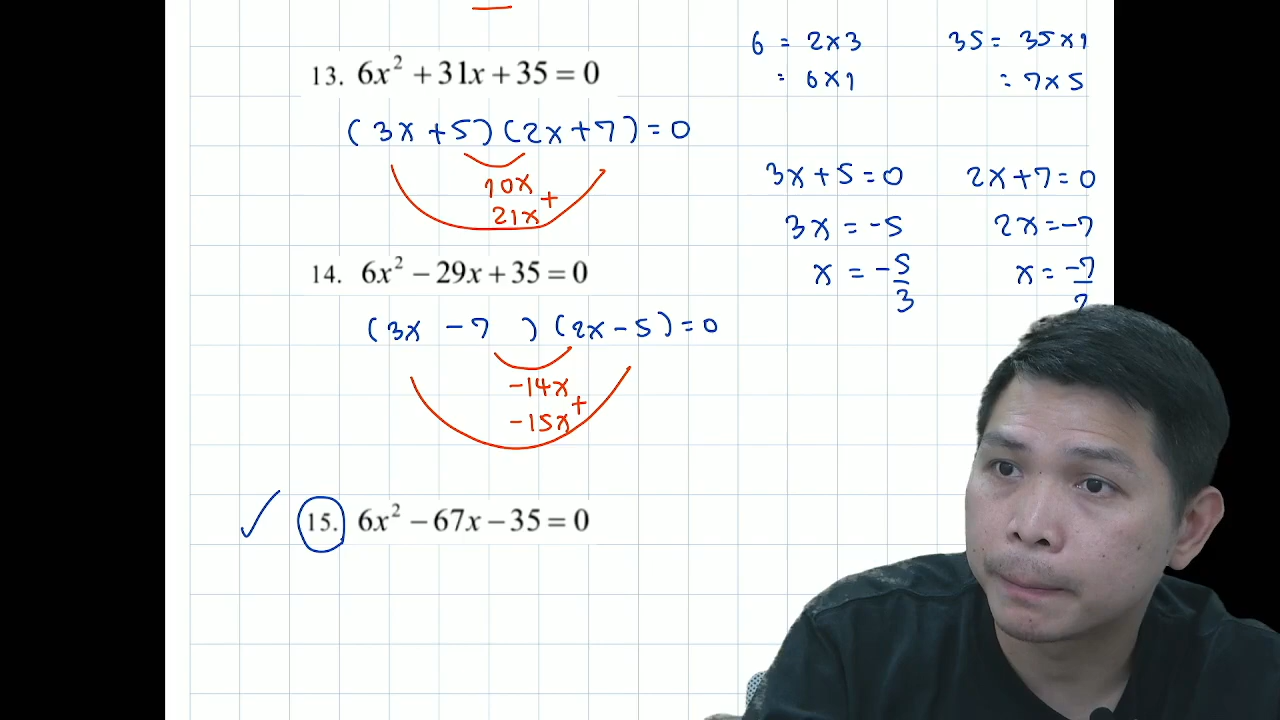 13. 6x² + 31x + 35 = 0
(3x + 5)(2x + 7) = 0
10x
21x +
6 = 2 × 3
= 6 × 1
35 = 35 × 1
= 7 × 5
3x + 5 = 0
3x = -5
x = -5/3
2x + 7 = 0
2x = -7
x = -7/2
14. 6x² − 29x + 35 = 0
(3x - 7 )(2x - 5) = 0
-14x
-15x +
15. 6x² − 67x − 35 = 0